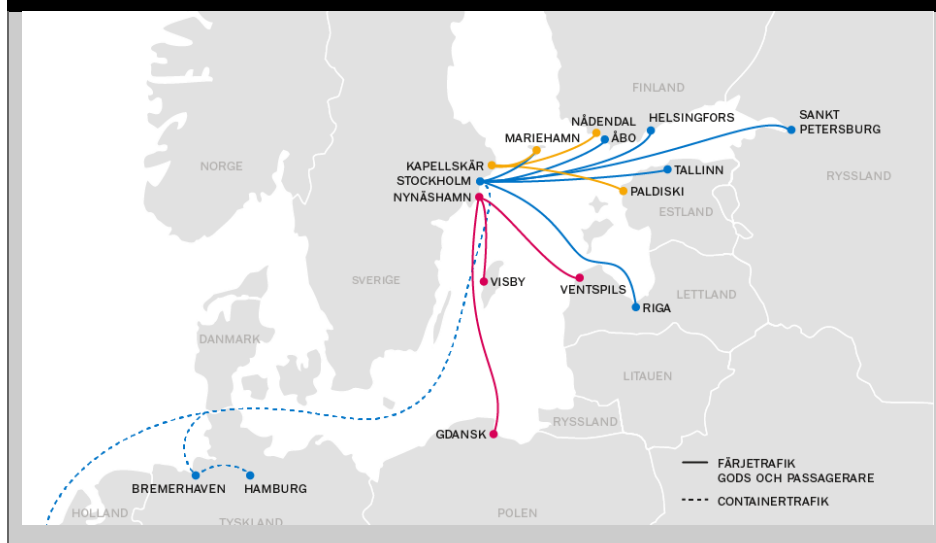 FINLAND
SANKT
PETERSBURG
HELSINGFORS
NÅDENDAL
ÅBO
MARIEHAMN
NORGE
KAPELLSKÄR
STOCKHOLM
NYNÄSHAMN
TALLINN
RYSSLAND
PALDISKI
ESTLAND
SVERIGE
VISBY
VENTSPILS
LETTLAND
RIGA
DANMARK
LITAUEN
RYSSLAND
GDANSK
FÄRJETRAFIK
GODS OCH PASSAGERARE
BREMERHAVEN
HAMBURG
CONTAINERTRAFIK
HOLLAND
TYSKLAND
POLEN